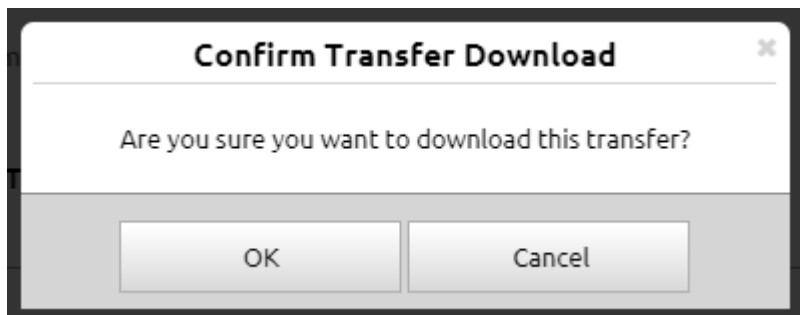 Confirm Transfer Download
Are you sure you want to download this transfer?
OK
Cancel